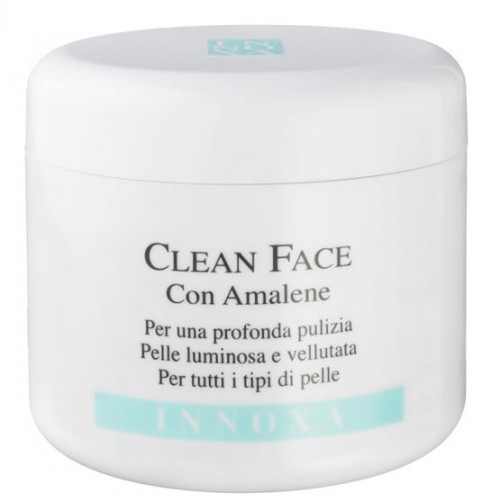 CLEAN FACE
Con Amalene
Per una profonda pulizia
Pelle luminosa e vellutata
Per tutti i tipi di pelle
INNOXA